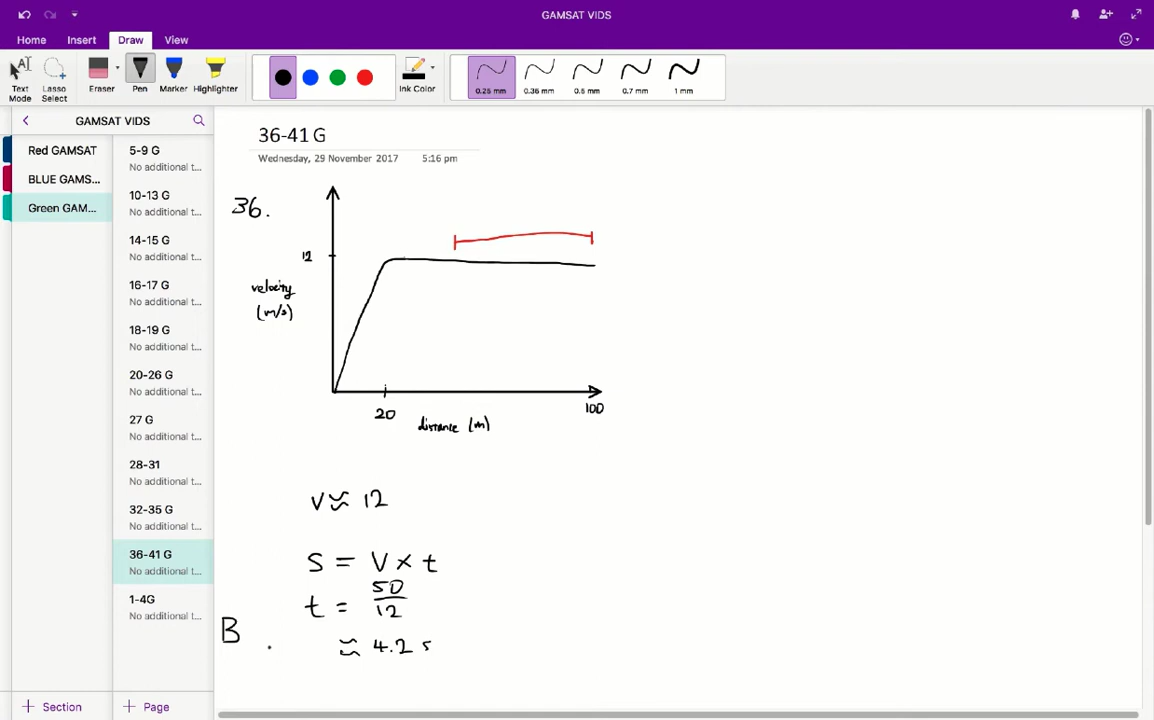 GAMSAT VIDS
Home Insert Draw View
Text Mode
Lasso Select
Eraser
Pen
Marker
Highlighter
Ink Color
0.25 mm
0.35 mm
0.5 mm
0.7 mm
1 mm
GAMSAT VIDS
Red GAMSAT
BLUE GAMS...
Green GAM...
5-9 G
No additional t...
10-13 G
No additional t...
14-15 G
No additional t...
16-17 G
No additional t...
18-19 G
No additional t...
20-26 G
No additional t...
27 G
No additional t...
28-31
No additional t...
32-35 G
No additional t...
36-41 G
No additional t...
1-4G
No additional t...
+ Section
+ Page
36-41 G
Wednesday, 29 November 2017 5:16 pm
36.
12
velocity
(m/s)
20
100
distance (m)
V ≈ 12
S = V × t
t = 50/12
B
≈ 4.2 s